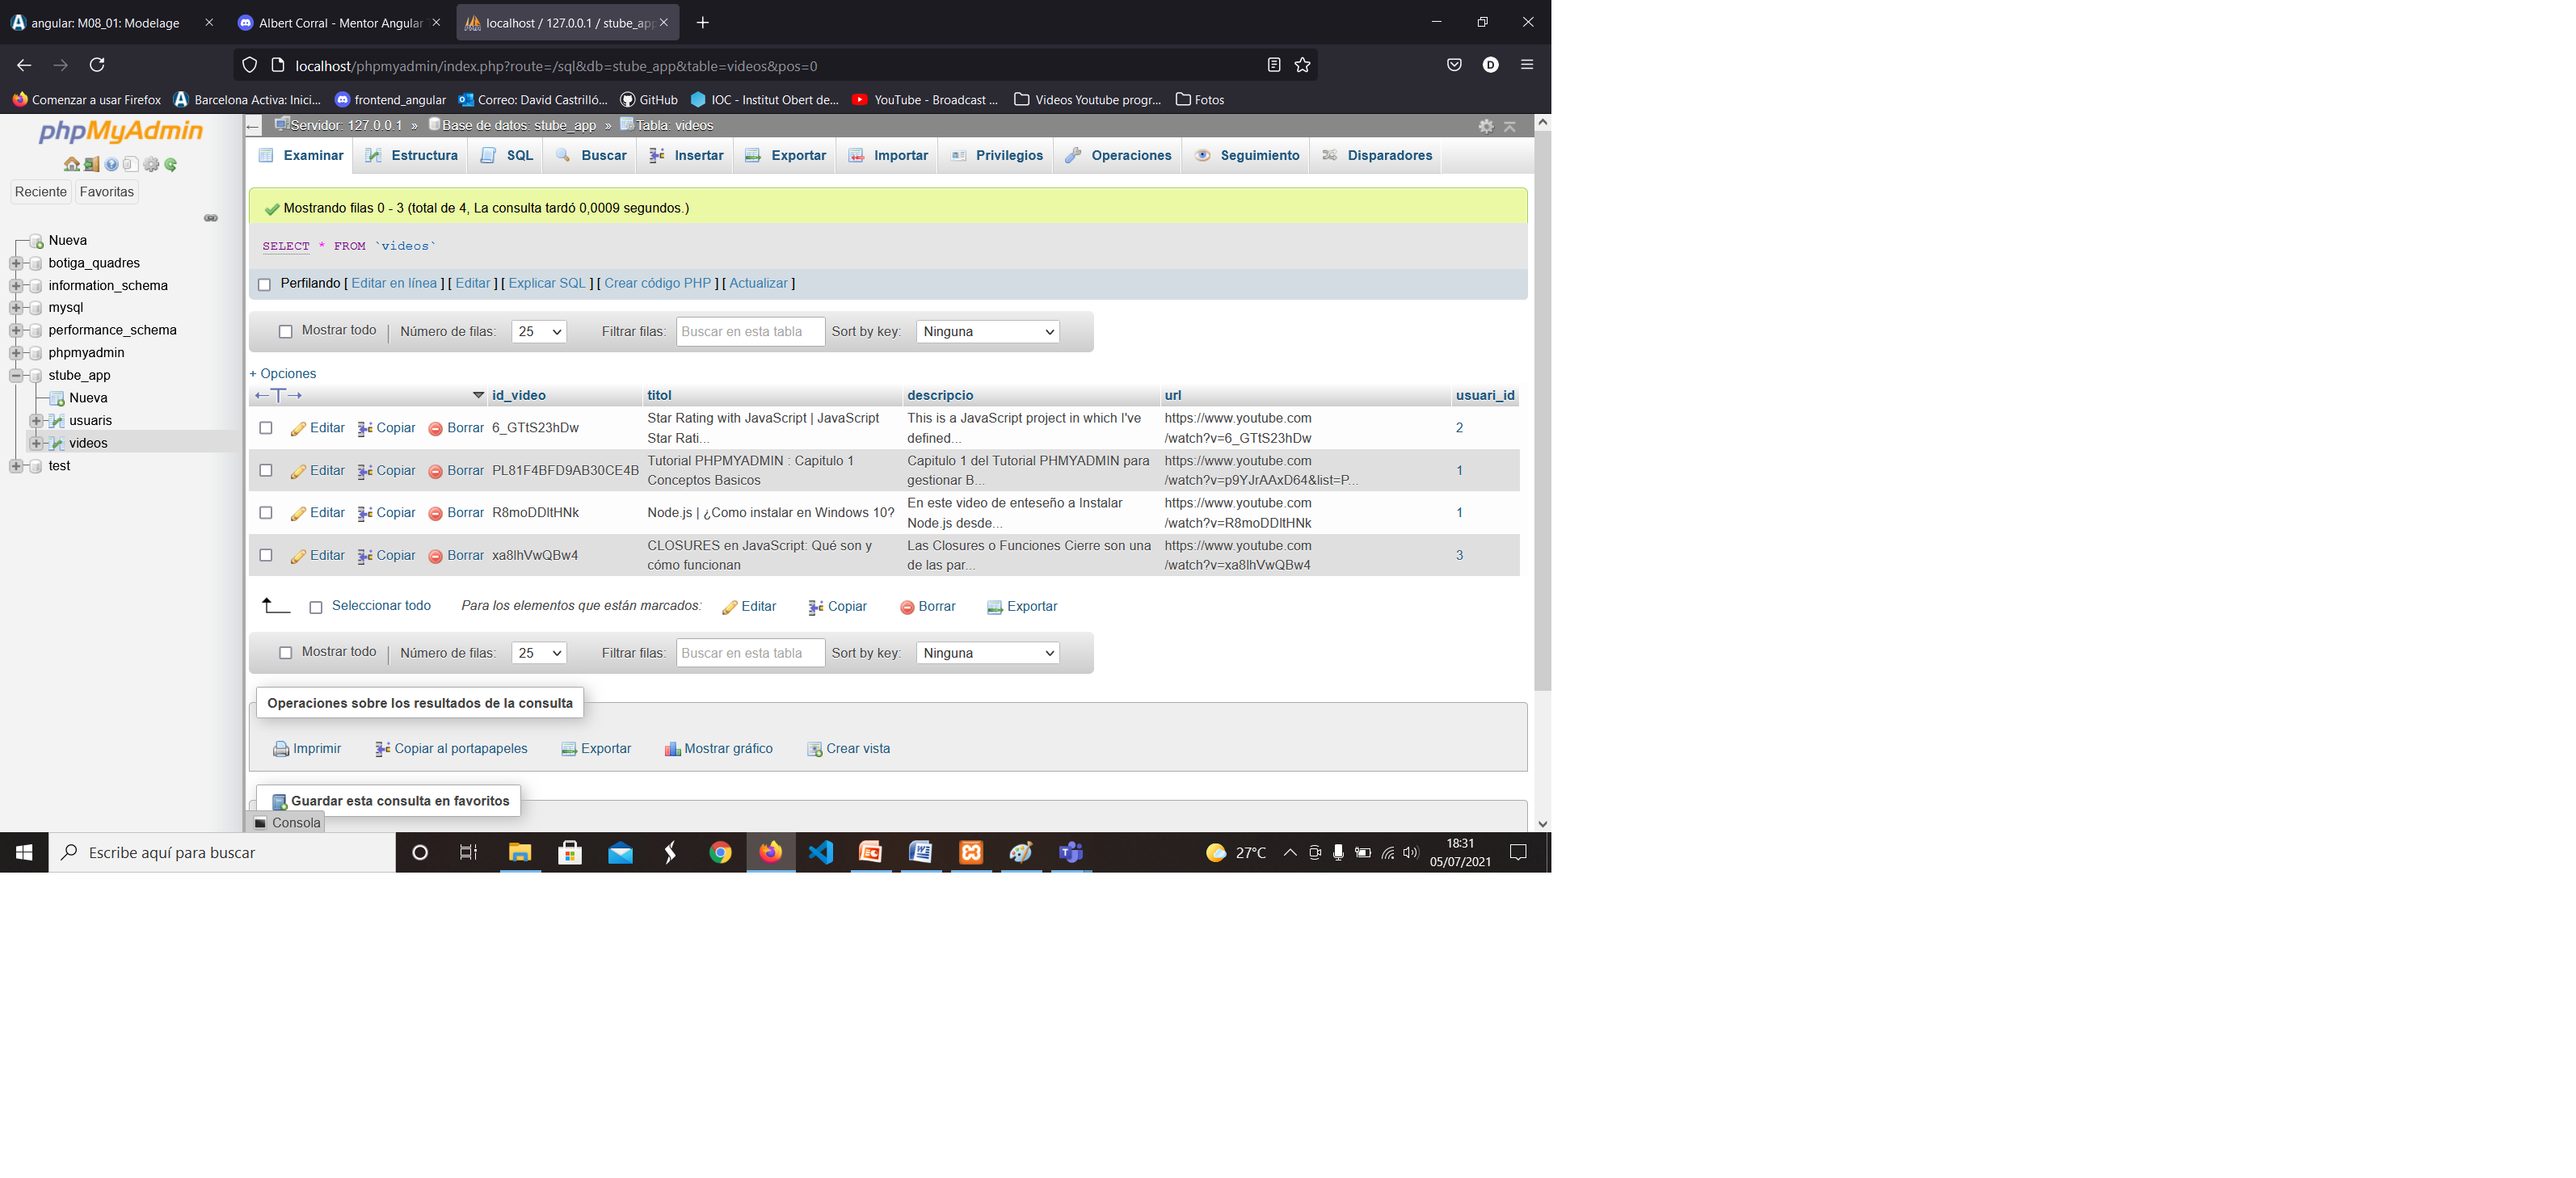 angular: M08_01: Modelage
Albert Corral - Mentor Angular
localhost / 127.0.0.1 / stube_app
localhost/phpmyadmin/index.php?route=/sql&db=stube_app&table=videos&pos=0
D
Comenzar a usar Firefox
Barcelona Activa: Inici...
frontend_angular
Correo: David Castrilló...
GitHub
IOC - Institut Obert de...
YouTube - Broadcast ...
Videos Youtube progr...
Fotos
phpMyAdmin
Reciente
Favoritas
Nueva
botiga_quadres
information_schema
mysql
performance_schema
phpmyadmin
stube_app
Nueva
usuaris
videos
test
Servidor: 127.0.0.1 » Base de datos: stube_app » Tabla: videos
Examinar Estructura SQL Buscar Insertar Exportar Importar Privilegios Operaciones Seguimiento Disparadores
Mostrando filas 0 - 3 (total de 4, La consulta tardó 0,0009 segundos.)
SELECT * FROM `videos`
Perfilando [ Editar en línea ] [ Editar ] [ Explicar SQL ] [ Crear código PHP ] [ Actualizar ]
Mostrar todo | Número de filas: 25 Filtrar filas: Buscar en esta tabla Sort by key: Ninguna
+ Opciones
←T→ id_video titol descripcio url usuari_id
Editar Copiar Borrar 6_GTtS23hDw
Star Rating with JavaScript | JavaScript
Star Rati...
This is a JavaScript project in which I've
defined...
https://www.youtube.com
/watch?v=6_GTtS23hDw
2
Editar Copiar Borrar PL81F4BFD9AB30CE4B
Tutorial PHPMYADMIN : Capitulo 1
Conceptos Basicos
Capitulo 1 del Tutorial PHMYADMIN para
gestionar B...
https://www.youtube.com
/watch?v=p9YJrAAxD64&list=P...
1
Editar Copiar Borrar R8moDDltHNk
Node.js | ¿Como instalar en Windows 10?
En este video de enteseño a Instalar
Node.js desde...
https://www.youtube.com
/watch?v=R8moDDltHNk
1
Editar Copiar Borrar xa8lhVwQBw4
CLOSURES en JavaScript: Qué son y
cómo funcionan
Las Closures o Funciones Cierre son una
de las par...
https://www.youtube.com
/watch?v=xa8lhVwQBw4
3
Seleccionar todo Para los elementos que están marcados: Editar Copiar Borrar Exportar
Mostrar todo | Número de filas: 25 Filtrar filas: Buscar en esta tabla Sort by key: Ninguna
Operaciones sobre los resultados de la consulta
Imprimir Copiar al portapapeles Exportar Mostrar gráfico Crear vista
Guardar esta consulta en favoritos
Consola
Escribe aquí para buscar
27°C
18:31
05/07/2021